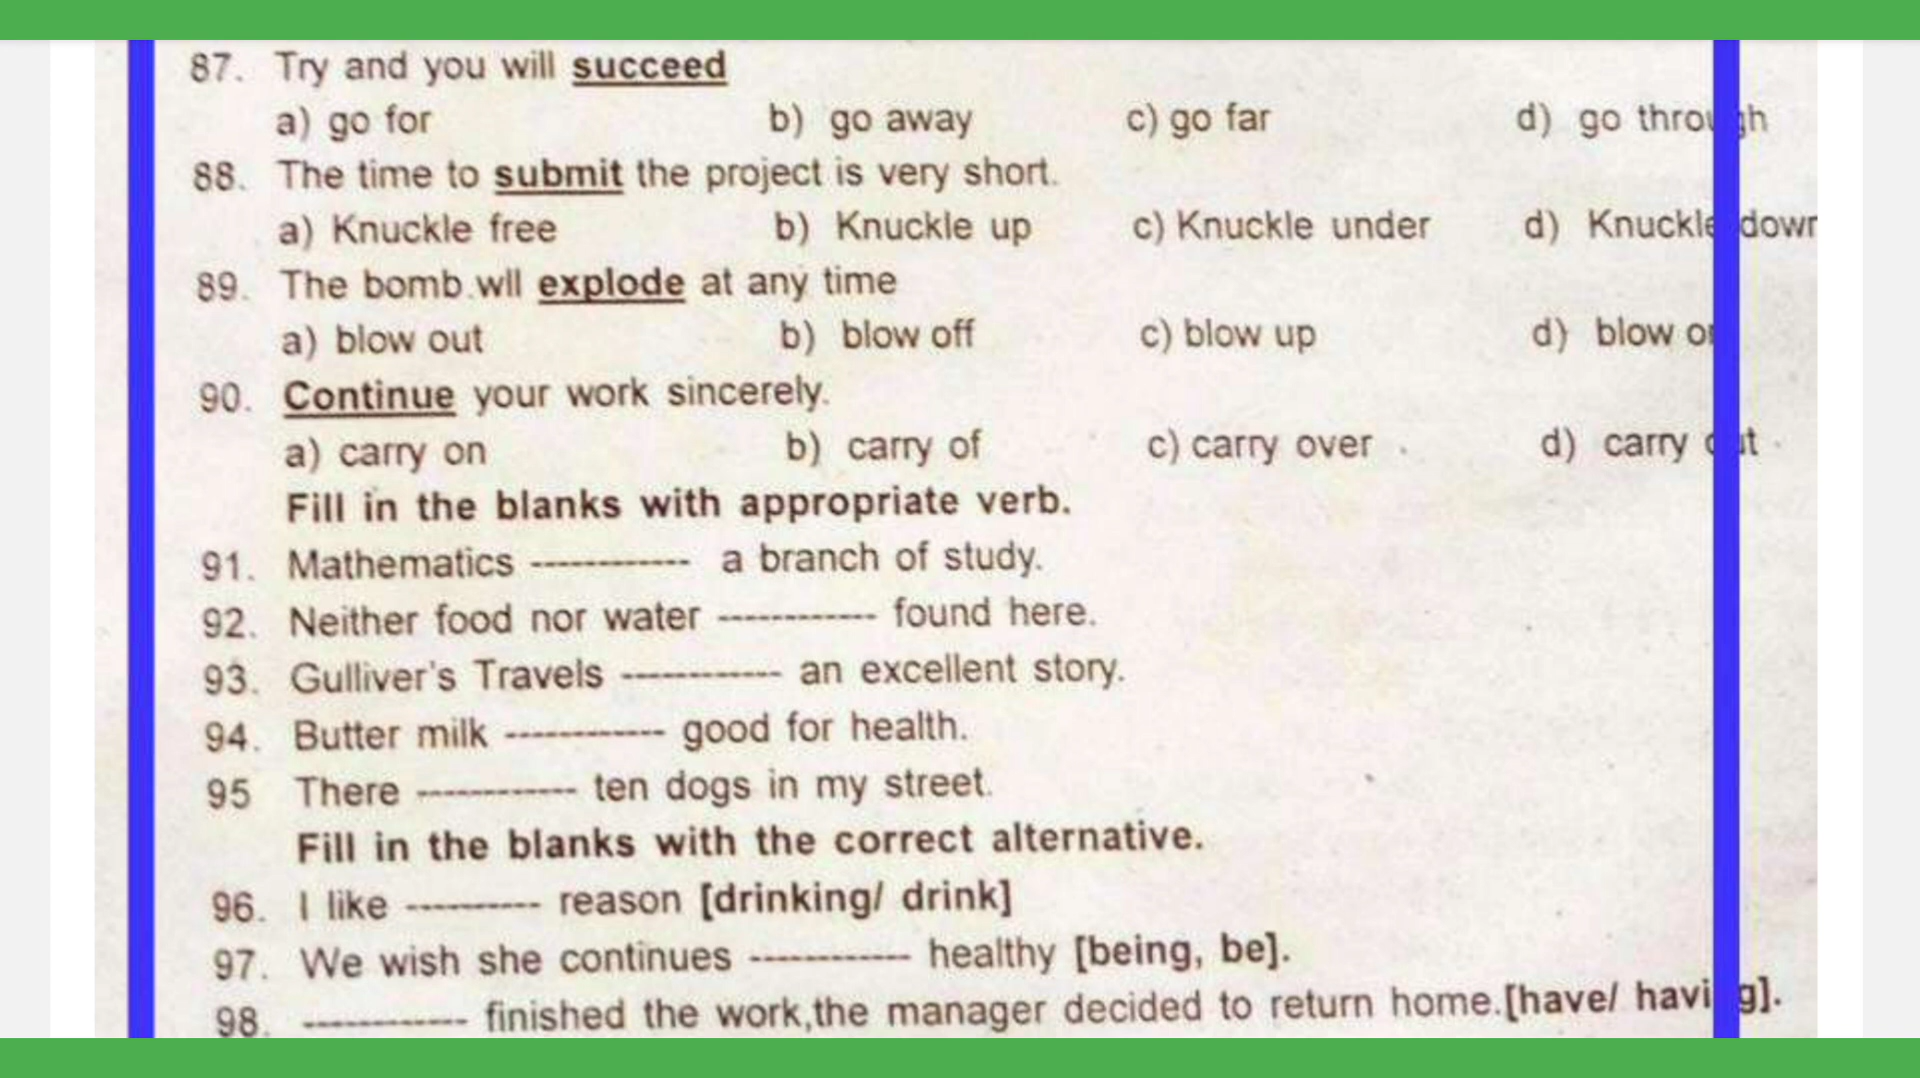 87. Try and you will succeed
a) go for b) go away c) go far d) go through
88. The time to submit the project is very short.
a) Knuckle free b) Knuckle up c) Knuckle under d) Knuckle down
89. The bomb wll explode at any time
a) blow out b) blow off c) blow up d) blow
90. Continue your work sincerely.
a) carry on b) carry of c) carry over d) carry out
Fill in the blanks with appropriate verb.
91. Mathematics ------------ a branch of study.
92. Neither food nor water ------------ found here.
93. Gulliver's Travels ------------ an excellent story.
94. Butter milk ------------ good for health.
95 There ------------ ten dogs in my street.
Fill in the blanks with the correct alternative.
96. I like ---------- reason [drinking/ drink]
97. We wish she continues ------------ healthy [being, be].
98. ------------ finished the work,the manager decided to return home.[have/ having].